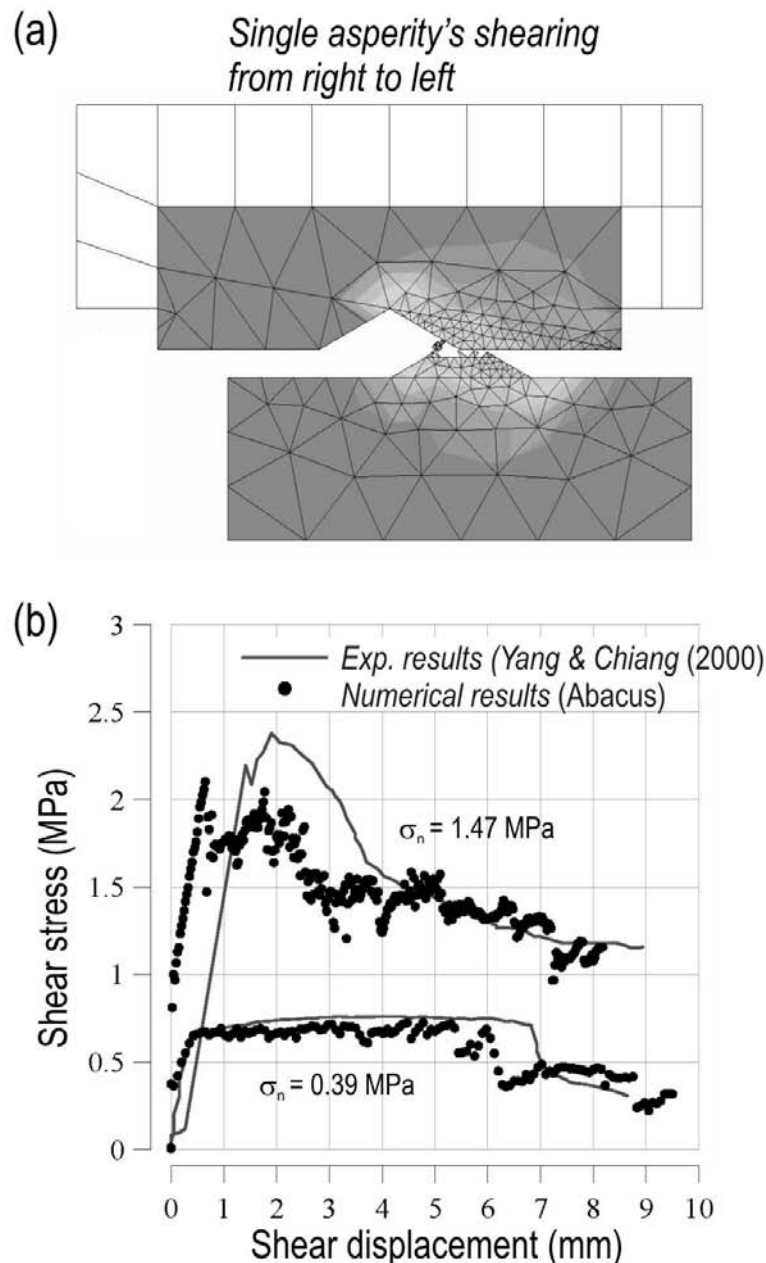 (a)
Single asperity's shearing
from right to left
(b)
3
2.5
2
1.5
1
0.5
0
Shear stress (MPa)
Exp. results (Yang & Chiang (2000)
Numerical results (Abacus)
σn = 1.47 MPa
σn = 0.39 MPa
0 1 2 3 4 5 6 7 8 9 10
Shear displacement (mm)